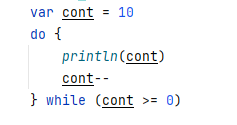 var cont = 10
do {
println(cont)
cont--
} while (cont >= 0)